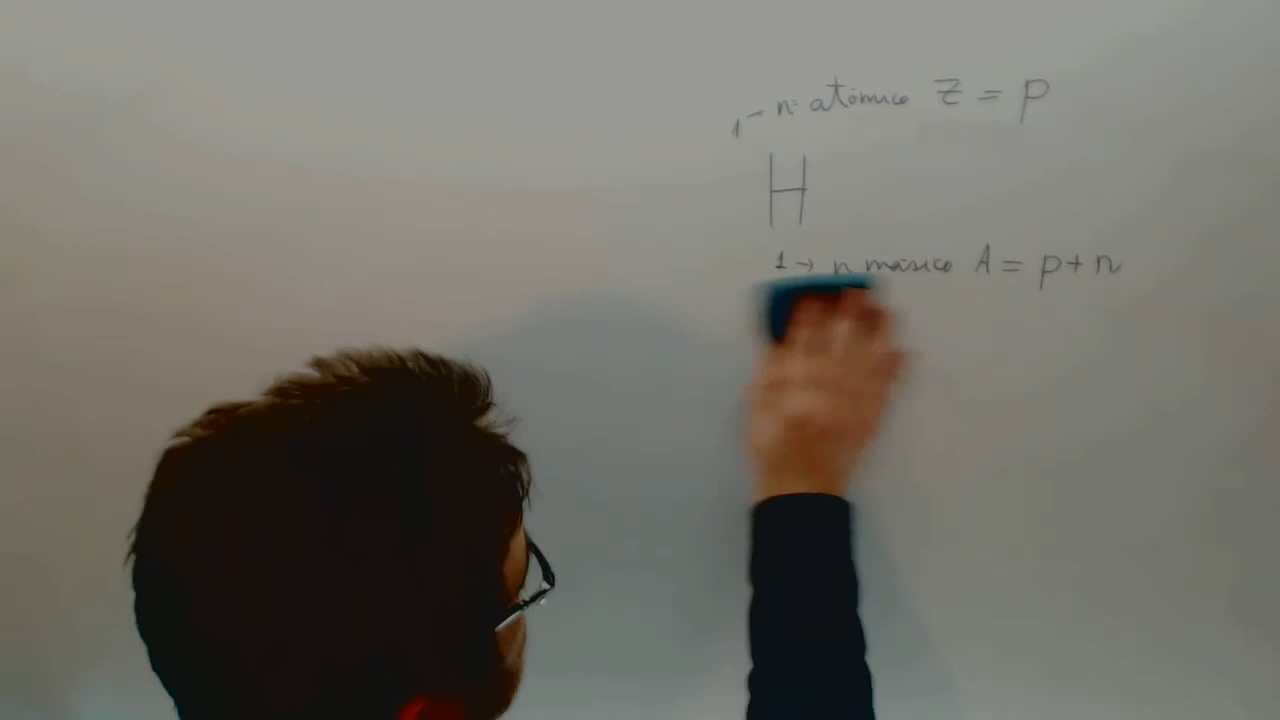 1 - nº atómico Z = p
H
1 → n másico A = p + n